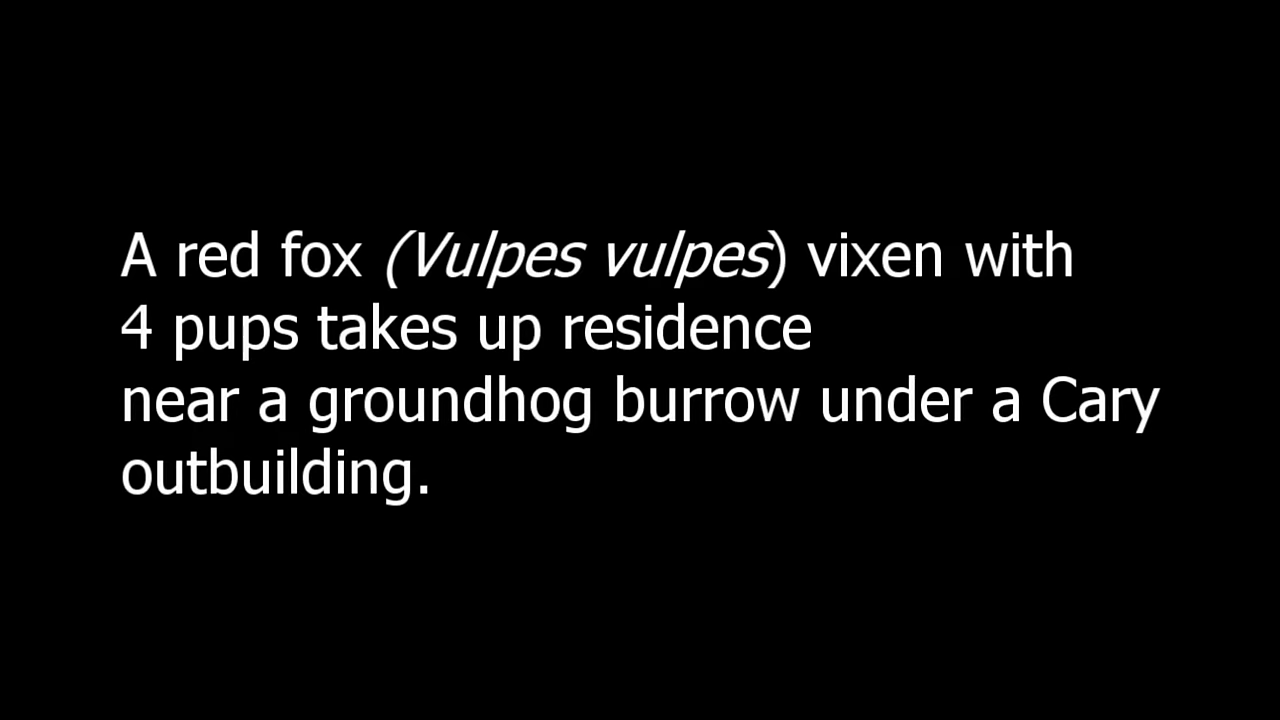 A red fox (Vulpes vulpes) vixen with
4 pups takes up residence
near a groundhog burrow under a Cary
outbuilding.